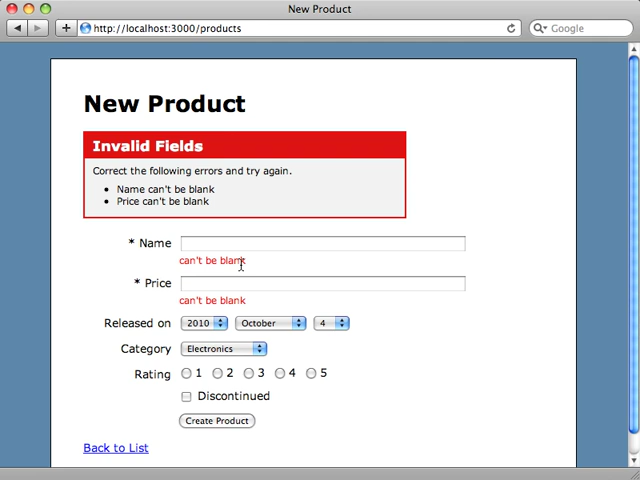 New Product
http://localhost:3000/products
Google
New Product
Invalid Fields
Correct the following errors and try again.
• Name can't be blank
• Price can't be blank
* Name
can't be blank
* Price
can't be blank
Released on 2010 October 4
Category Electronics
Rating 1 2 3 4 5
Discontinued
Create Product
Back to List